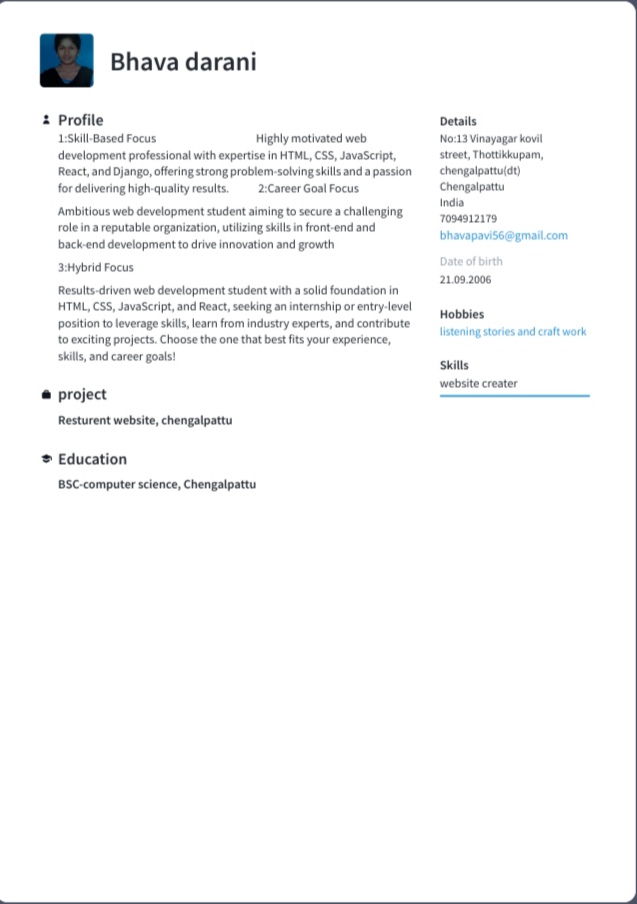 Bhava darani
Profile
1:Skill-Based Focus Highly motivated web
development professional with expertise in HTML, CSS, JavaScript,
React, and Django, offering strong problem-solving skills and a passion
for delivering high-quality results. 2:Career Goal Focus
Ambitious web development student aiming to secure a challenging
role in a reputable organization, utilizing skills in front-end and
back-end development to drive innovation and growth
3:Hybrid Focus
Results-driven web development student with a solid foundation in
HTML, CSS, JavaScript, and React, seeking an internship or entry-level
position to leverage skills, learn from industry experts, and contribute
to exciting projects. Choose the one that best fits your experience,
skills, and career goals!
project
Resturent website, chengalpattu
Education
BSC-computer science, Chengalpattu
Details
No:13 Vinayagar kovil
street, Thottikkupam,
chengalpattu(dt)
Chengalpattu
India
7094912179
bhavapavi56@gmail.com
Date of birth
21.09.2006
Hobbies
listening stories and craft work
Skills
website creater